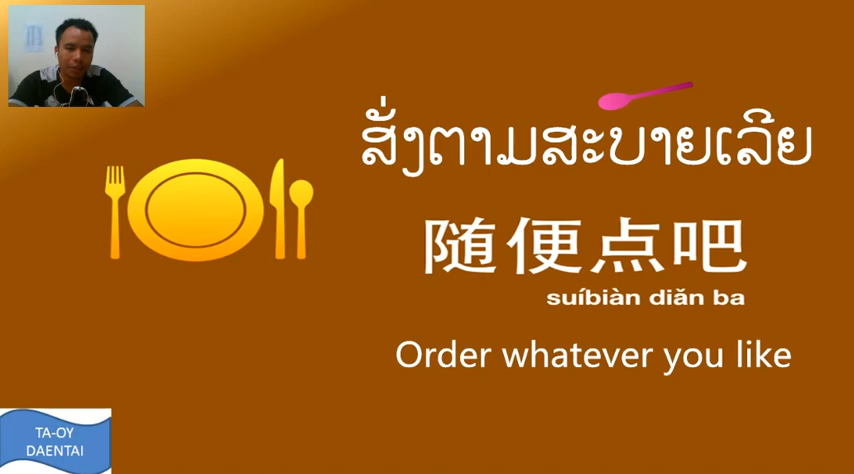 ສັ່ງຕາມສະບາຍເລີຍ
随便点吧
suíbiàn diǎn ba
Order whatever you like
TA-OY
DAENTAI